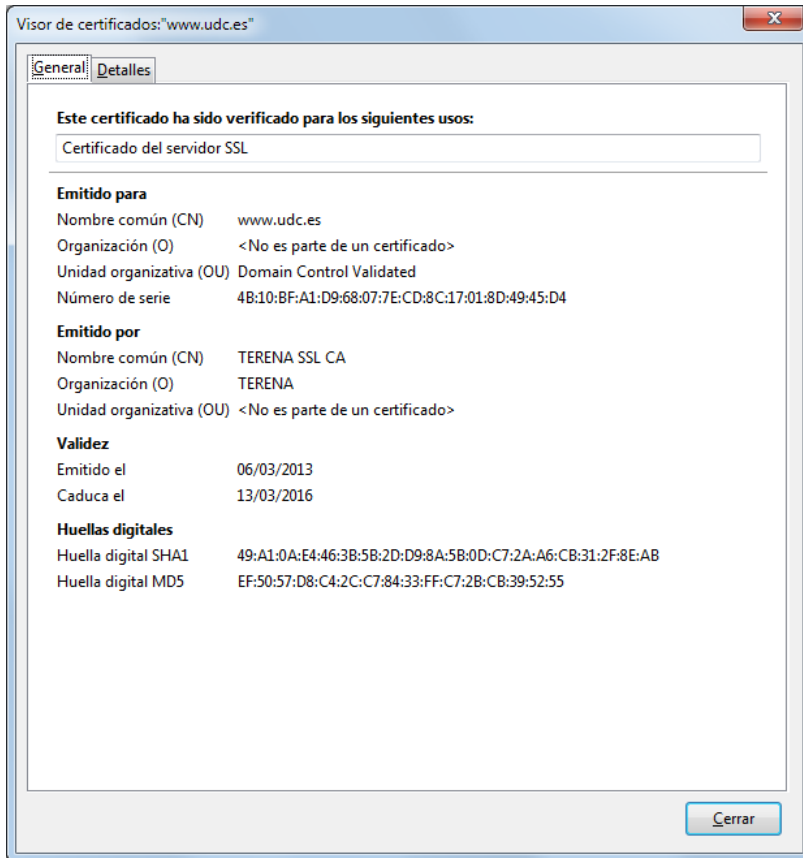 Visor de certificados:"www.udc.es"
General Detalles
Este certificado ha sido verificado para los siguientes usos:
Certificado del servidor SSL
Emitido para
Nombre común (CN) www.udc.es
Organización (O) <No es parte de un certificado>
Unidad organizativa (OU) Domain Control Validated
Número de serie 4B:10:BF:A1:D9:68:07:7E:CD:8C:17:01:8D:49:45:D4
Emitido por
Nombre común (CN) TERENA SSL CA
Organización (O) TERENA
Unidad organizativa (OU) <No es parte de un certificado>
Validez
Emitido el 06/03/2013
Caduca el 13/03/2016
Huellas digitales
Huella digital SHA1 49:A1:0A:E4:46:3B:5B:2D:D9:8A:5B:0D:C7:2A:A6:CB:31:2F:8E:AB
Huella digital MD5 EF:50:57:D8:C4:2C:C7:84:33:FF:C7:2B:CB:39:52:55
Cerrar